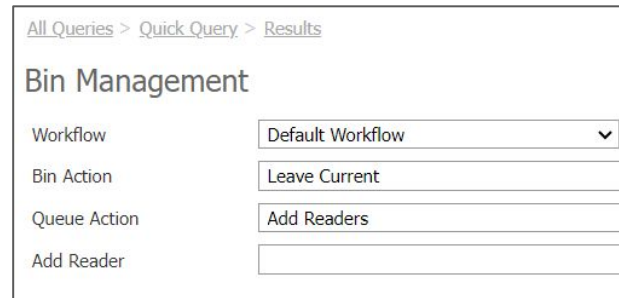 All Queries > Quick Query > Results
Bin Management
Workflow Default Workflow
Bin Action Leave Current
Queue Action Add Readers
Add Reader